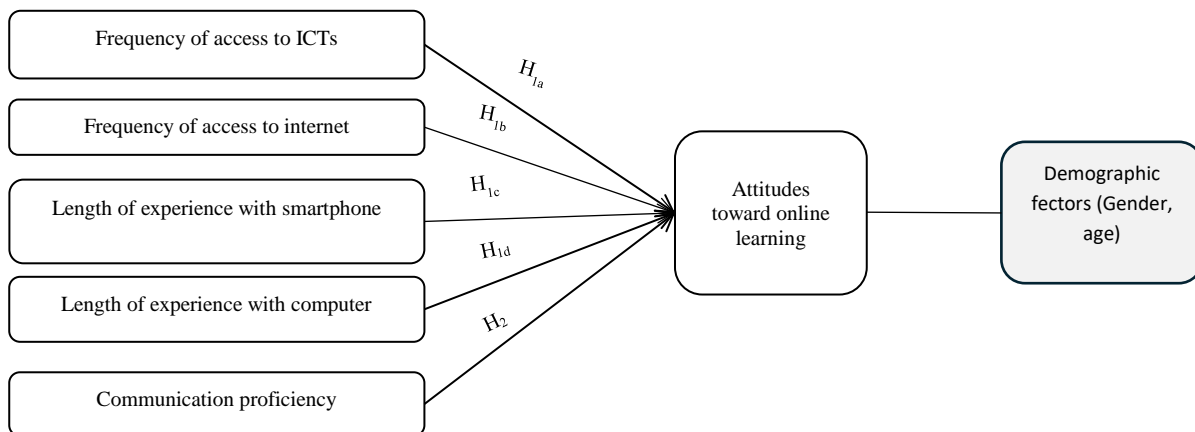 Frequency of access to ICTs
H1a
Frequency of access to internet
H1b
Length of experience with smartphone
H1c
Length of experience with computer
H1d
Communication proficiency
H2
Attitudes
toward online
learning
Demographic
fectors (Gender,
age)